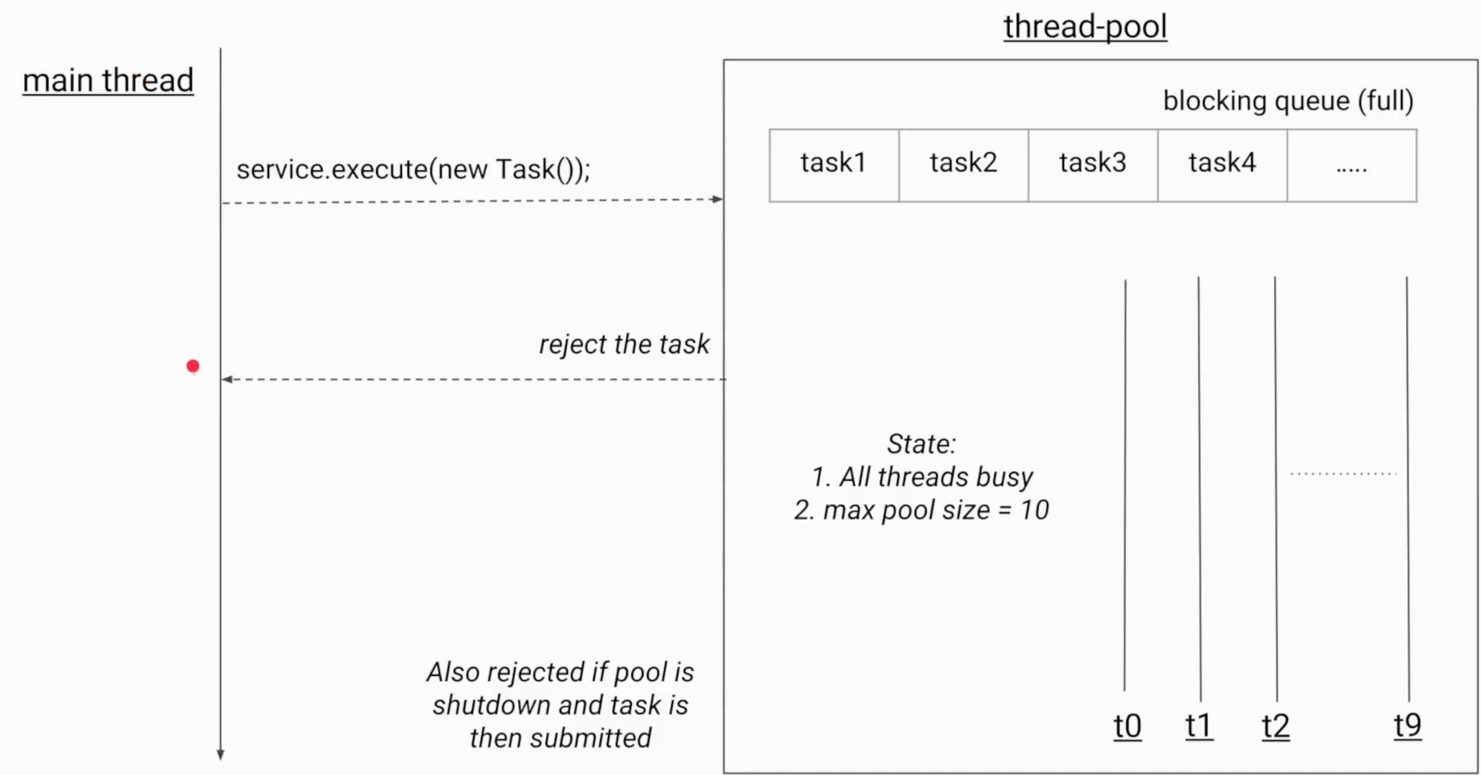 thread-pool
main thread
blocking queue (full)
task1 task2 task3 task4 .....
service.execute(new Task());
reject the task
State:
1. All threads busy
2. max pool size = 10
Also rejected if pool is
shutdown and task is
then submitted
t0 t1 t2 t9